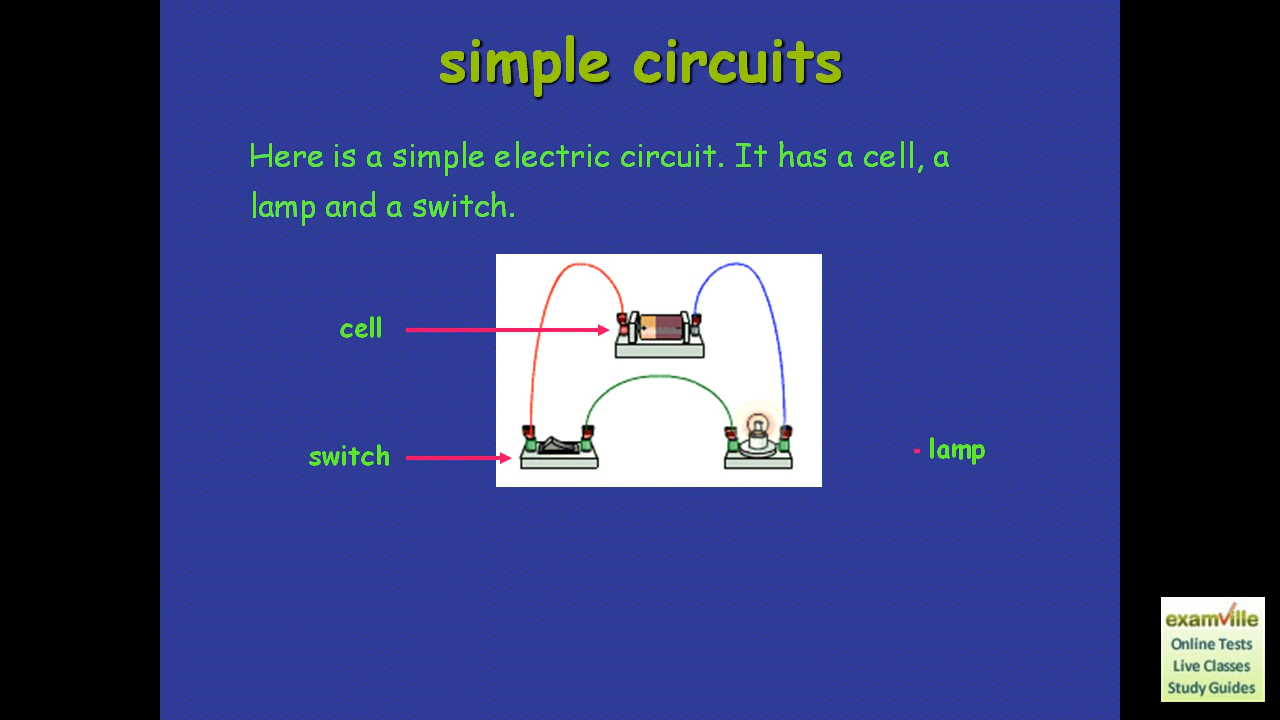 simple circuits
Here is a simple electric circuit. It has a cell, a
lamp and a switch.
cell
switch
lamp
examville
Online Tests
Live Classes
Study Guides